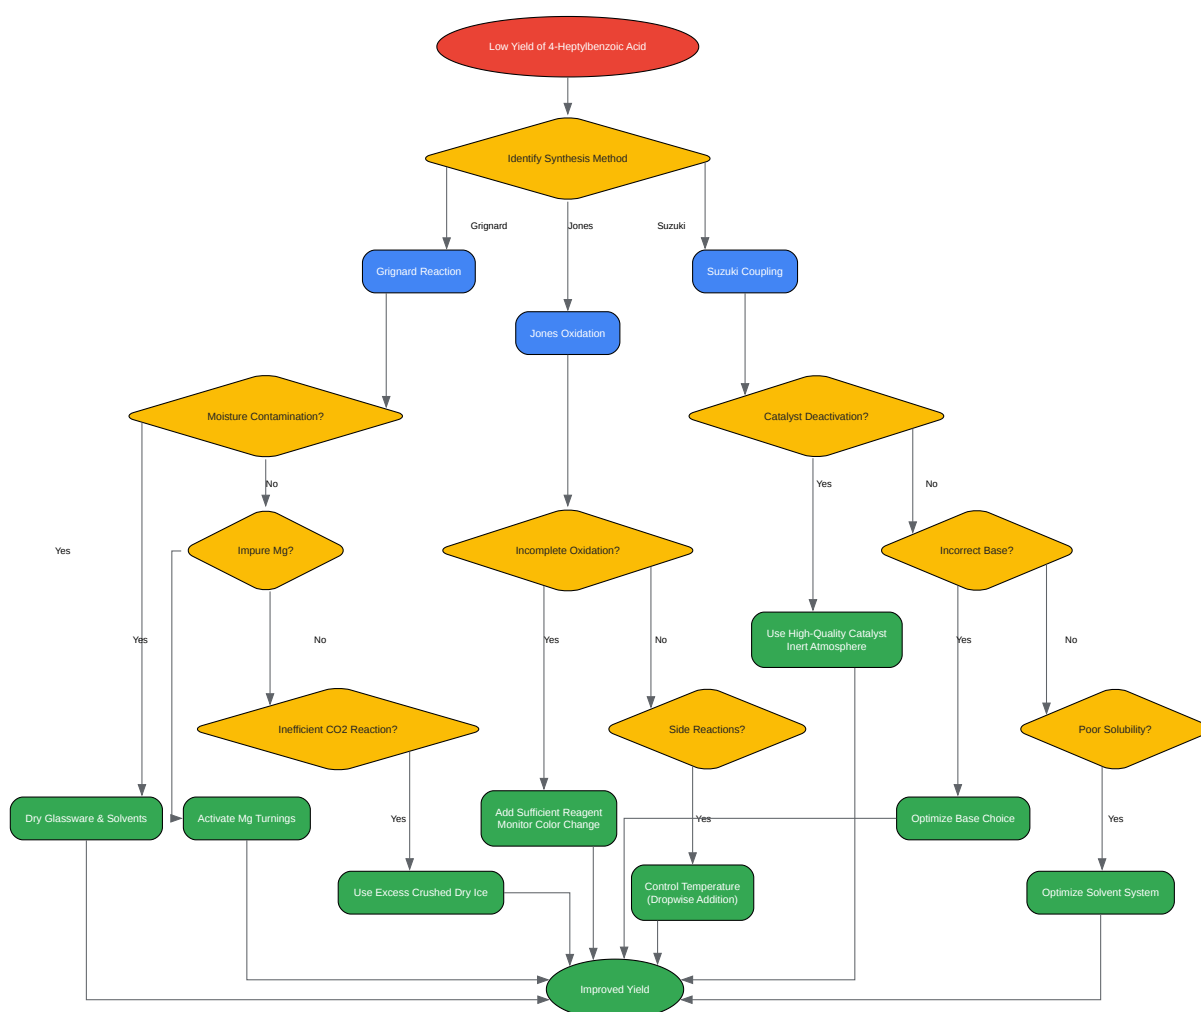 Low Yield of 4-Heptylbenzoic Acid
Identify Synthesis Method
Grignard
Jones
Suzuki
Grignard Reaction
Suzuki Coupling
Jones Oxidation
Moisture Contamination?
Catalyst Deactivation?
No
Yes
No
Yes
Impure Mg?
Incomplete Oxidation?
Incorrect Base?
Yes
No
Yes
No
Use High-Quality Catalyst
Inert Atmosphere
Yes
No
Inefficient CO2 Reaction?
Side Reactions?
Poor Solubility?
Dry Glassware & Solvents
Activate Mg Turnings
Yes
Add Sufficient Reagent
Monitor Color Change
Yes
Optimize Base Choice
Yes
Use Excess Crushed Dry Ice
Control Temperature
(Dropwise Addition)
Optimize Solvent System
Improved Yield